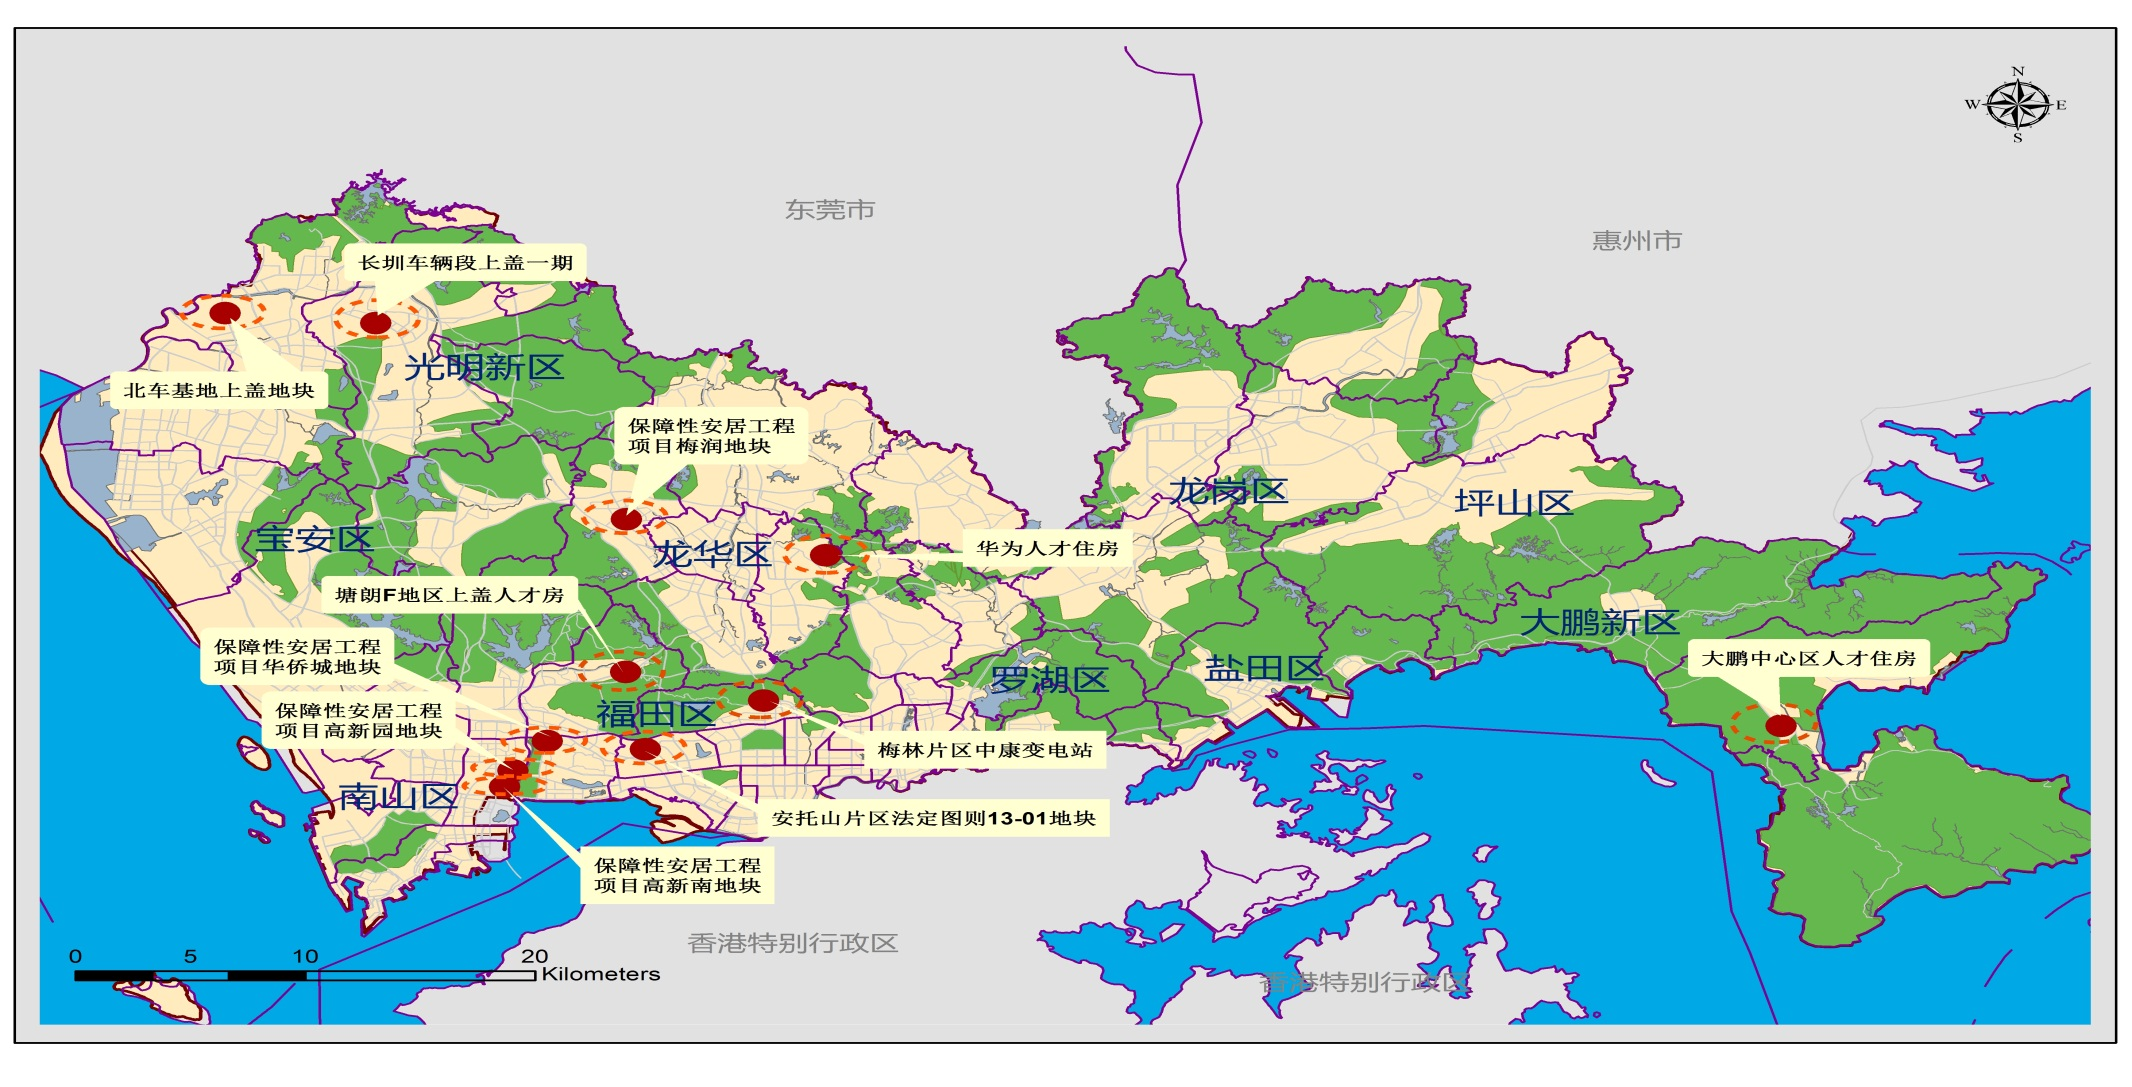 N
W
E
S
东莞市
惠州市
长圳车辆段上盖一期
光明新区
北车基地上盖地块
保障性安居工程
项目梅润地块
龙岗区
坪山区
宝安区
龙华区
华为人才住房
塘朗F地区上盖人才房
大鹏新区
保障性安居工程
项目华侨城地块
大鹏中心区人才住房
罗湖区
盐田区
保障性安居工程
项目高新园地块
福田区
梅林片区中康变电站
南山区
安托山片区法定图则13-01地块
保障性安居工程
项目高新南地块
香港特别行政区
香港特别行政区
0 5 10 20
Kilometers